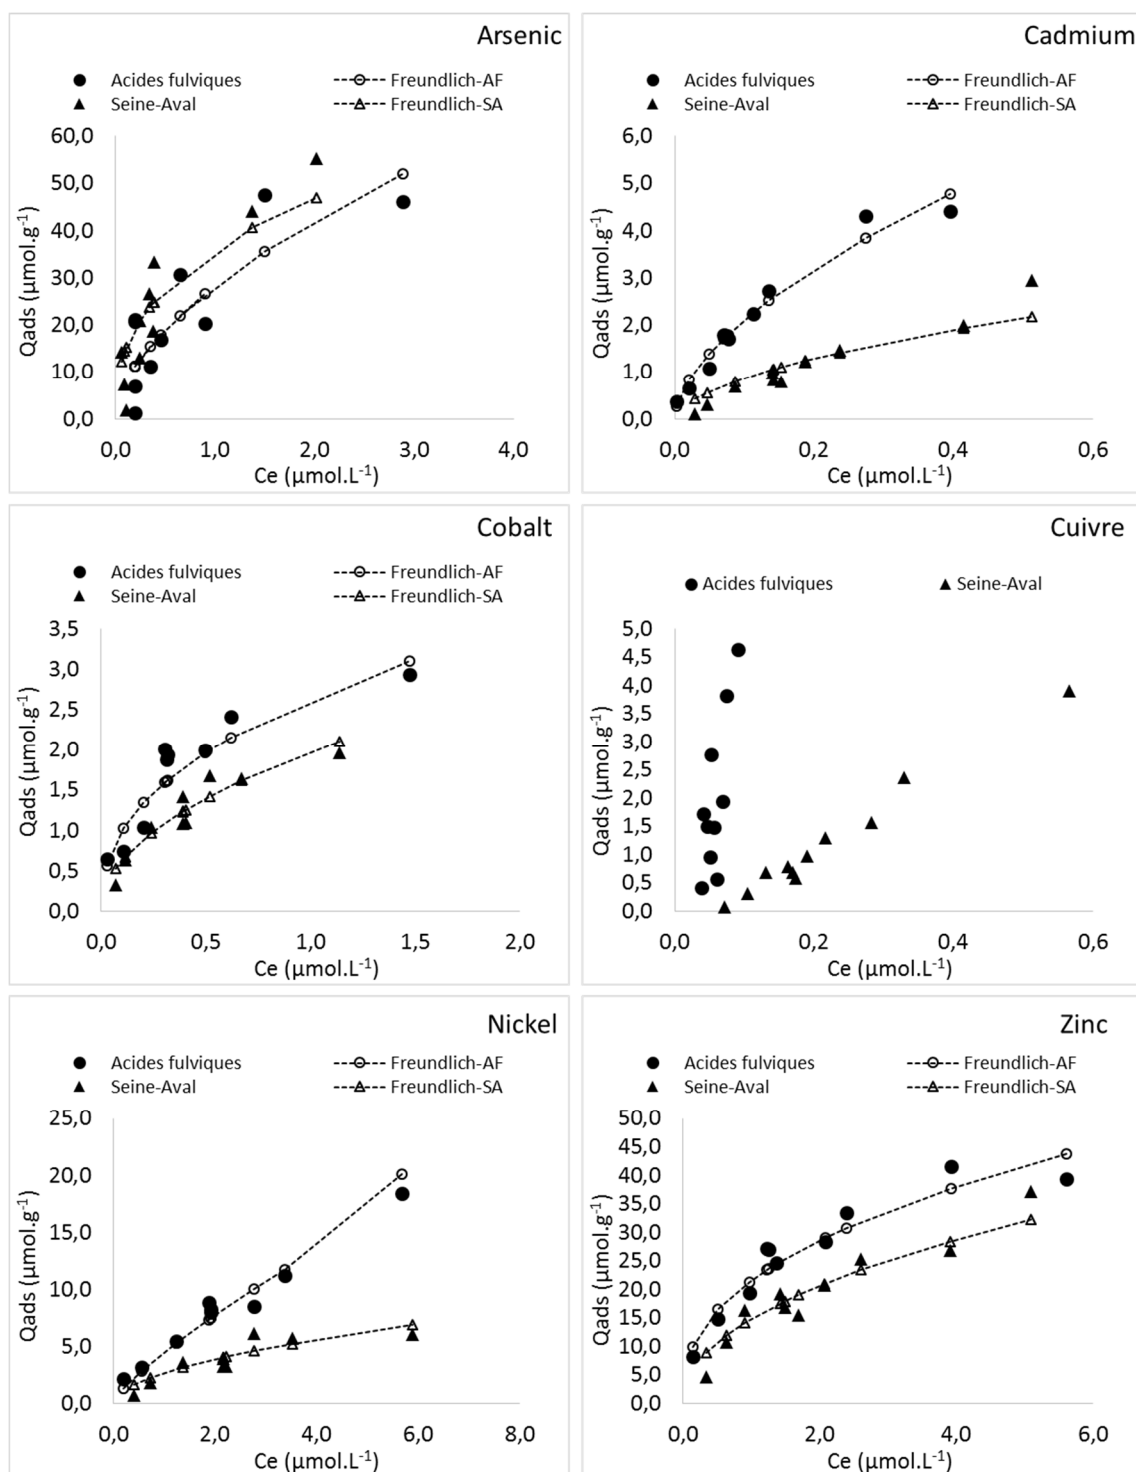 Arsenic
Acides fulviques
Freundlich-AF
Seine-Aval
Freundlich-SA
60,0
50,0
40,0
30,0
20,0
10,0
0,0
Qads (µmol.g⁻¹)
0,0 1,0 2,0 3,0 4,0
Ce (µmol.L⁻¹)
Cadmium
Acides fulviques
Freundlich-AF
Seine-Aval
Freundlich-SA
6,0
5,0
4,0
3,0
2,0
1,0
0,0
Qads (µmol.g⁻¹)
0,0 0,2 0,4 0,6
Ce (µmol.L⁻¹)
Cobalt
Acides fulviques
Freundlich-AF
Seine-Aval
Freundlich-SA
3,5
3,0
2,5
2,0
1,5
1,0
0,5
0,0
Qads (µmol.g⁻¹)
0,0 0,5 1,0 1,5 2,0
Ce (µmol.L⁻¹)
Cuivre
Acides fulviques
Seine-Aval
5,0
4,5
4,0
3,5
3,0
2,5
2,0
1,5
1,0
0,5
0,0
Qads (µmol.g⁻¹)
0,0 0,2 0,4 0,6
Ce (µmol.L⁻¹)
Nickel
Acides fulviques
Freundlich-AF
Seine-Aval
Freundlich-SA
25,0
20,0
15,0
10,0
5,0
0,0
Qads (µmol.g⁻¹)
0,0 2,0 4,0 6,0 8,0
Ce (µmol.L⁻¹)
Zinc
Acides fulviques
Freundlich-AF
Seine-Aval
Freundlich-SA
50,0
45,0
40,0
35,0
30,0
25,0
20,0
15,0
10,0
5,0
0,0
Qads (µmol.g⁻¹)
0,0 2,0 4,0 6,0
Ce (µmol.L⁻¹)